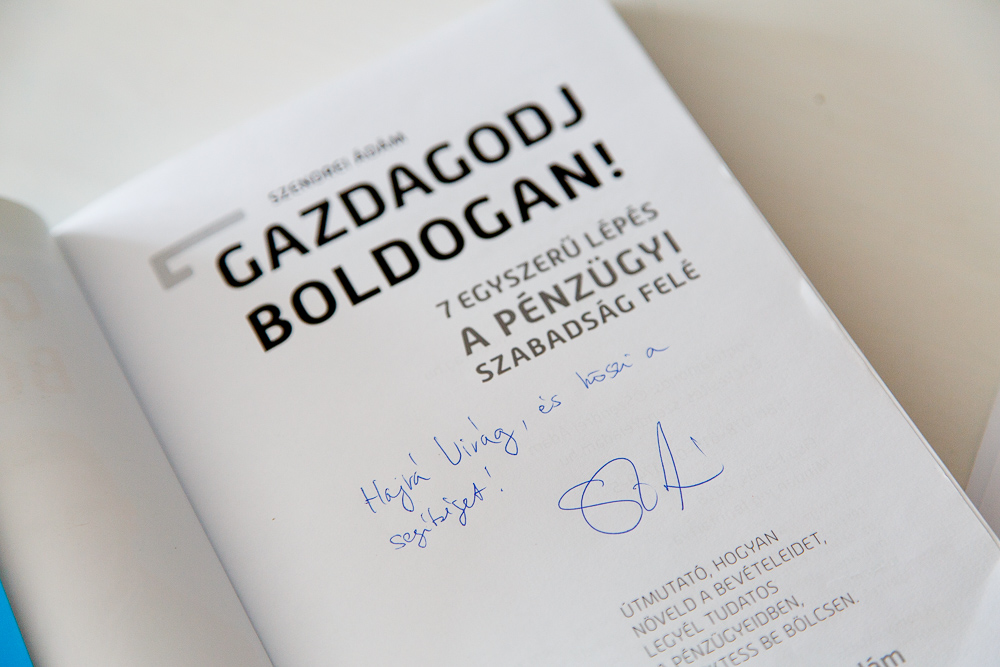 SZENDREI ÁDÁM
GAZDAGODJ
BOLDOGAN!
7 EGYSZERŰ LÉPÉS
A PÉNZÜGYI
SZABADSÁG FELÉ
Hajrá Virág, és köszi a
segítséget!
ÚTMUTATÓ, HOGYAN
NÖVELD A BEVÉTELEIDET,
LEGYÉL TUDATOS
A PÉNZÜGYEIDBEN,
BE BÖLCSEN.